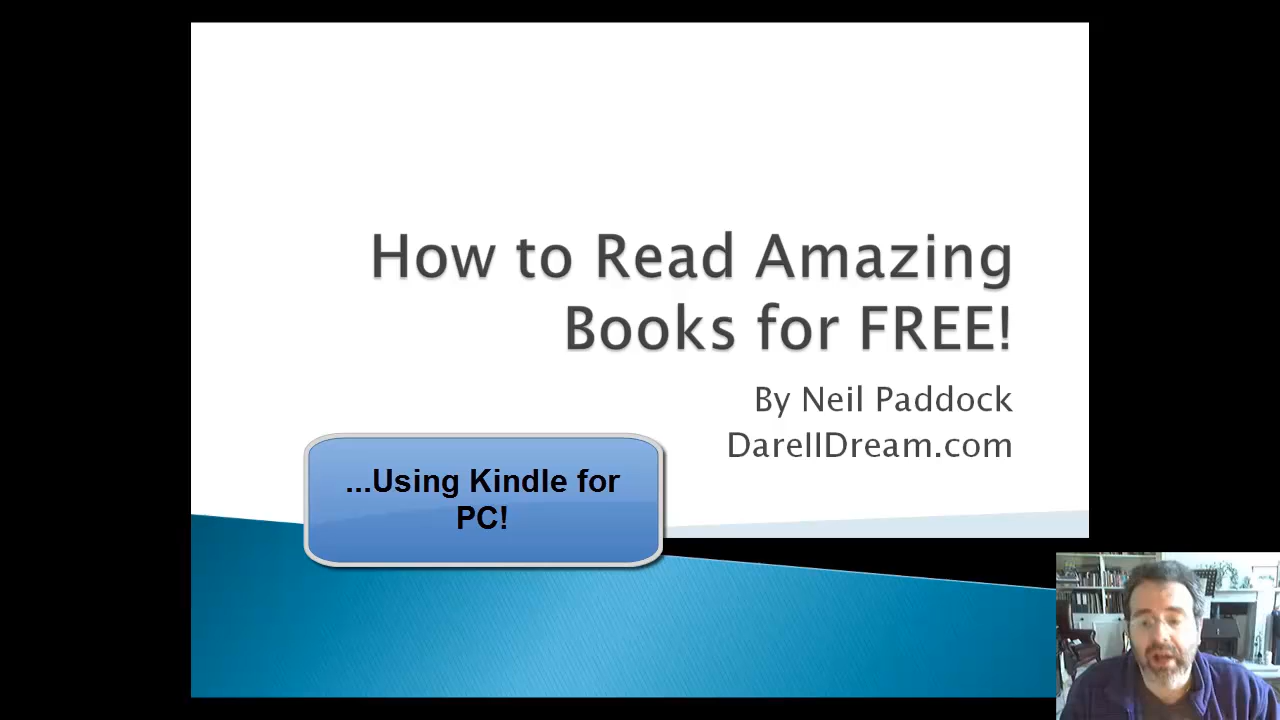 How to Read Amazing
Books for FREE!
By Neil Paddock
DarellDream.com
...Using Kindle for
PC!